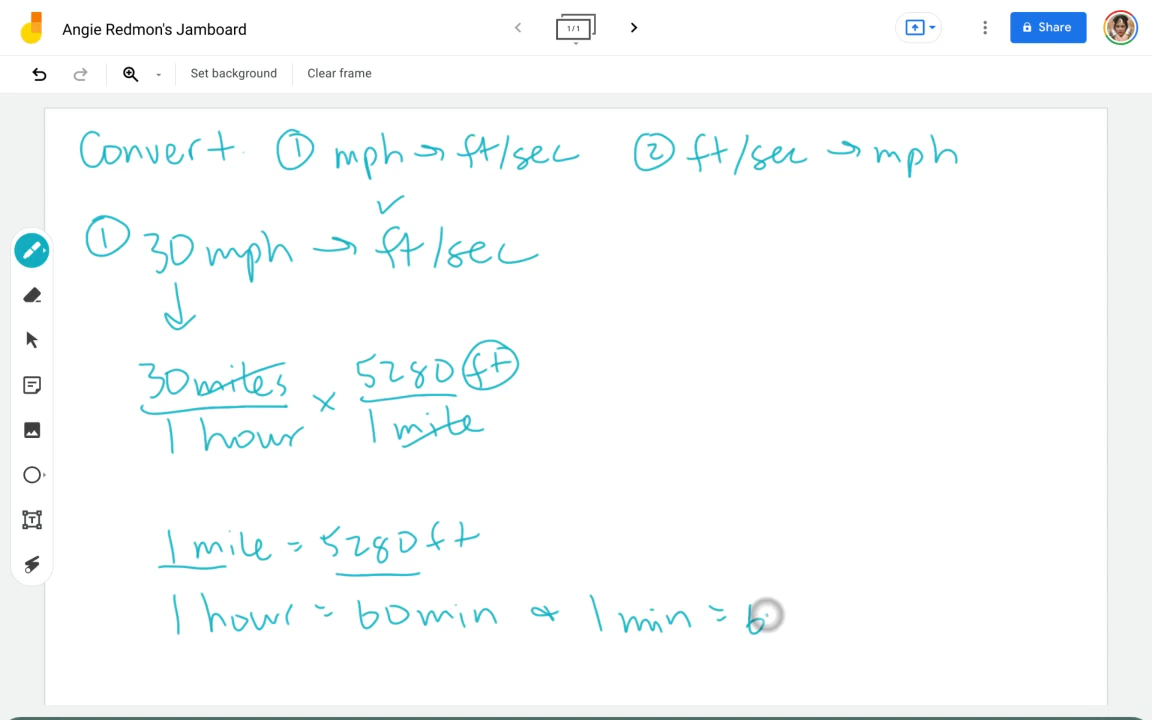 Angie Redmon's Jamboard
1/1
Share
Set background Clear frame
Convert. ① mph → ft/sec ② ft/sec → mph
① 30 mph → ft/sec
30 miles × 5280 ft
1 hour 1 mile
1 mile = 5280 ft
1 hour = 60 min & 1 min = 6